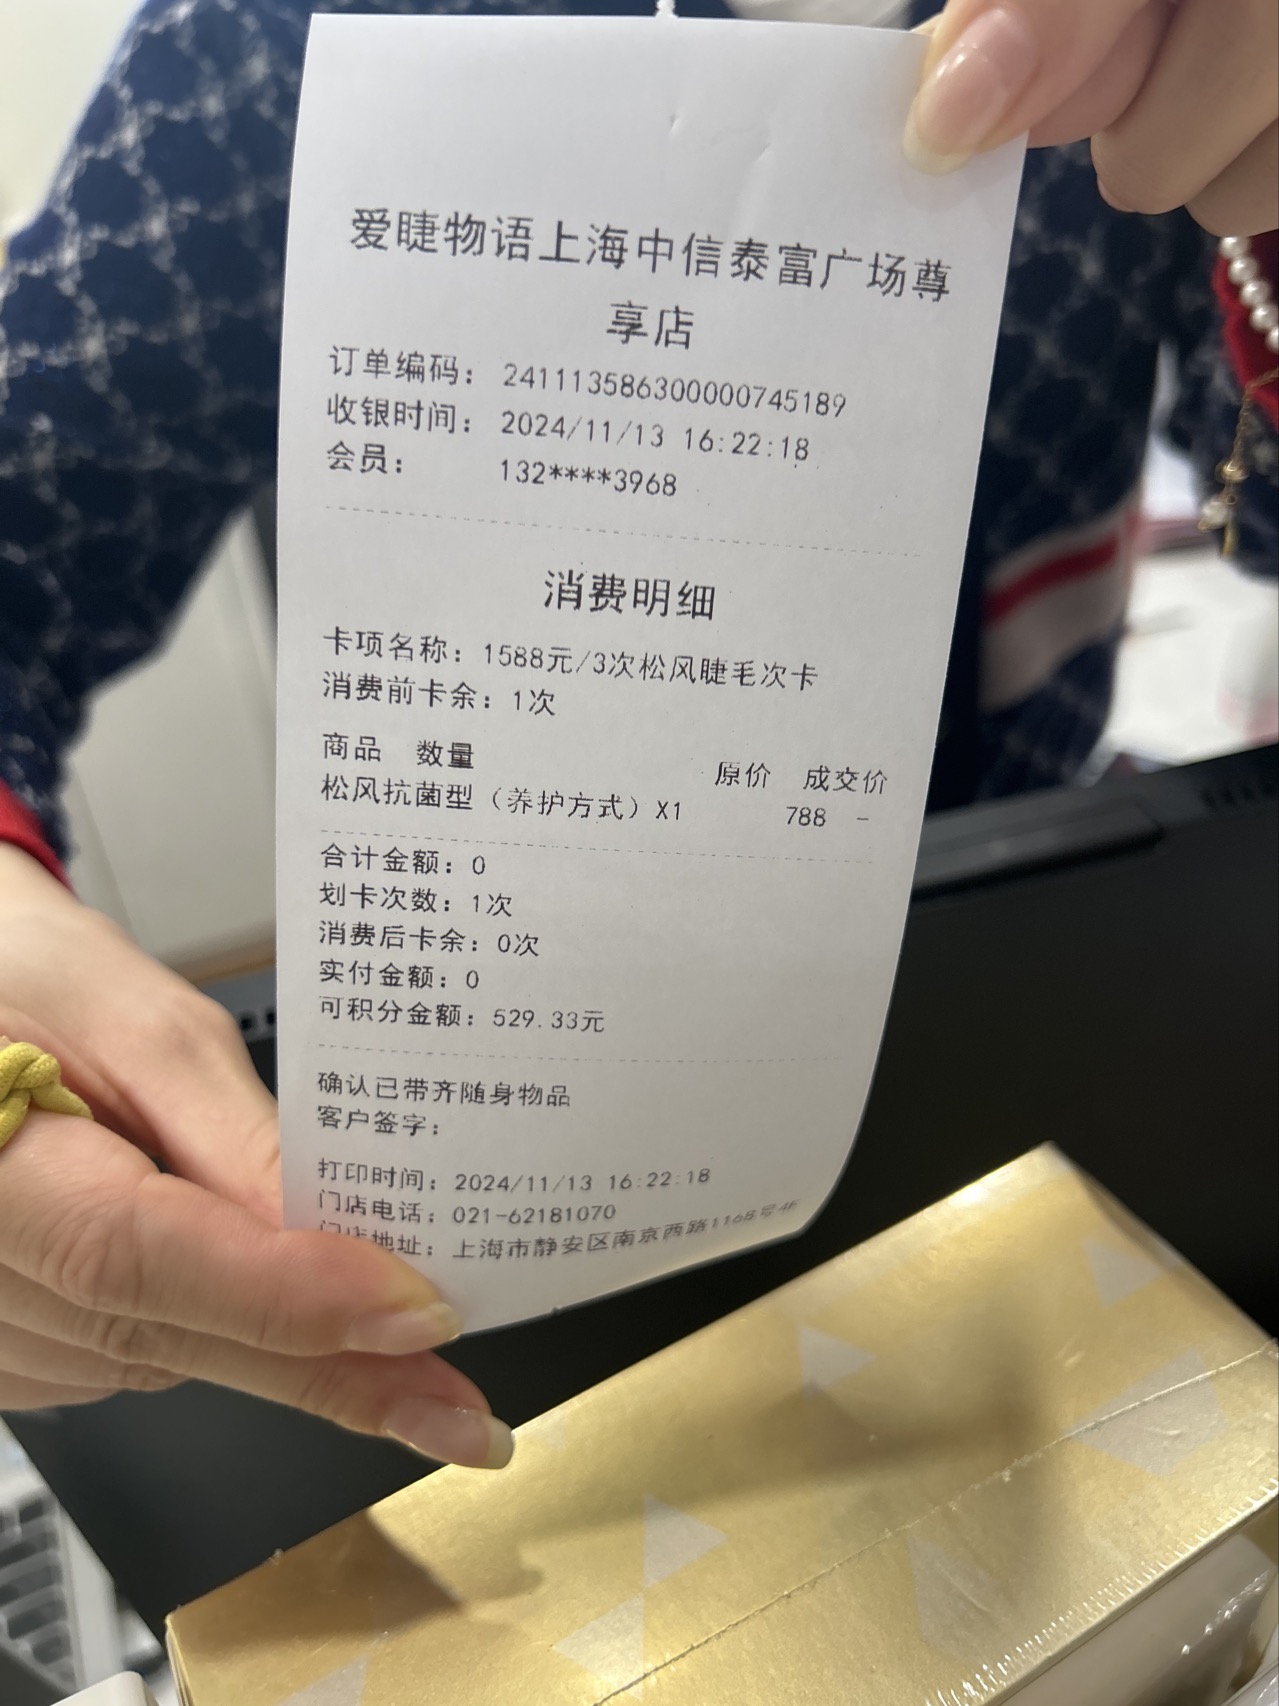 爱睫物语上海中信泰富广场尊
享店
订单编码： 241113586300000745189
收银时间： 2024/11/13 16:22:18
会员： 132****3968
消费明细
卡项名称：1588元/3次松风睫毛次卡
消费前卡余：1次
商品 数量 原价 成交价
松风抗菌型（养护方式）X1 788 -
合计金额：0
划卡次数：1次
消费后卡余：0次
实付金额：0
可积分金额：529.33元
确认已带齐随身物品
客户签字：
打印时间：2024/11/13 16:22:18
门店电话：021-62181070
门店地址：上海市静安区南京西路1168号4F